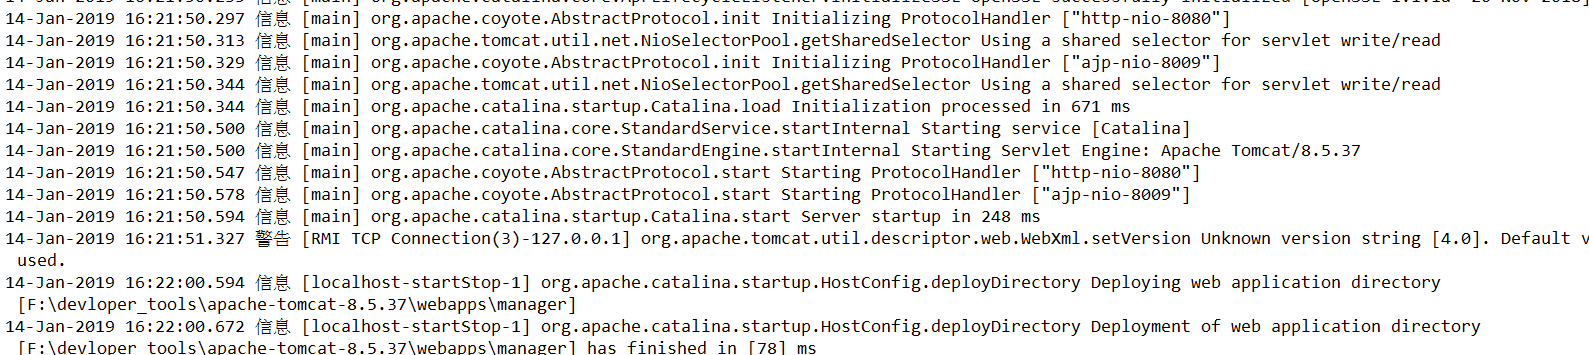 14-Jan-2019 16:21:50.297 信息 [main] org.apache.coyote.AbstractProtocol.init Initializing ProtocolHandler ["http-nio-8080"]
14-Jan-2019 16:21:50.313 信息 [main] org.apache.tomcat.util.net.NioSelectorPool.getSharedSelector Using a shared selector for servlet write/read
14-Jan-2019 16:21:50.329 信息 [main] org.apache.coyote.AbstractProtocol.init Initializing ProtocolHandler ["ajp-nio-8009"]
14-Jan-2019 16:21:50.344 信息 [main] org.apache.tomcat.util.net.NioSelectorPool.getSharedSelector Using a shared selector for servlet write/read
14-Jan-2019 16:21:50.344 信息 [main] org.apache.catalina.startup.Catalina.load Initialization processed in 671 ms
14-Jan-2019 16:21:50.500 信息 [main] org.apache.catalina.core.StandardService.startInternal Starting service [Catalina]
14-Jan-2019 16:21:50.500 信息 [main] org.apache.catalina.core.StandardEngine.startInternal Starting Servlet Engine: Apache Tomcat/8.5.37
14-Jan-2019 16:21:50.547 信息 [main] org.apache.coyote.AbstractProtocol.start Starting ProtocolHandler ["http-nio-8080"]
14-Jan-2019 16:21:50.578 信息 [main] org.apache.coyote.AbstractProtocol.start Starting ProtocolHandler ["ajp-nio-8009"]
14-Jan-2019 16:21:50.594 信息 [main] org.apache.catalina.startup.Catalina.start Server startup in 248 ms
14-Jan-2019 16:21:51.327 警告 [RMI TCP Connection(3)-127.0.0.1] org.apache.tomcat.util.descriptor.web.WebXml.setVersion Unknown version string [4.0]. Default v
used.
14-Jan-2019 16:22:00.594 信息 [localhost-startStop-1] org.apache.catalina.startup.HostConfig.deployDirectory Deploying web application directory
[F:\devloper_tools\apache-tomcat-8.5.37\webapps\manager]
14-Jan-2019 16:22:00.672 信息 [localhost-startStop-1] org.apache.catalina.startup.HostConfig.deployDirectory Deployment of web application directory
[F:\devloper_tools\apache-tomcat-8.5.37\webapps\manager] has finished in [78] ms